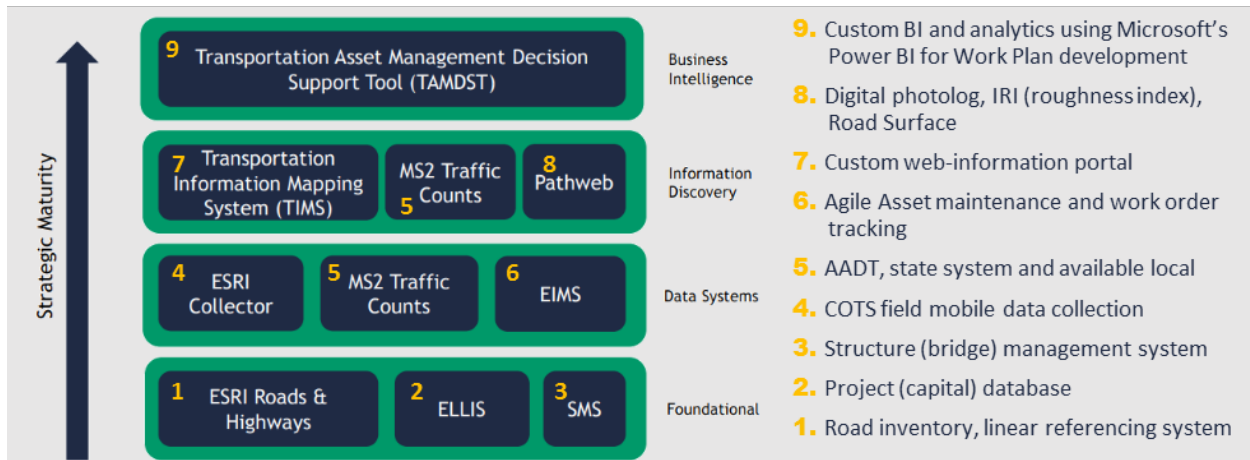 Strategic Maturity
9
Transportation Asset Management Decision
Support Tool (TAMDST)
Business
Intelligence
7
Transportation
Information Mapping
System (TIMS)
MS2 Traffic
Counts
5
8
Pathweb
Information
Discovery
4
ESRI
Collector
5
MS2 Traffic
Counts
6
EIMS
Data Systems
1
ESRI Roads &
Highways
2
ELLIS
3
SMS
Foundational
9. Custom BI and analytics using Microsoft's
Power BI for Work Plan development
8. Digital photolog, IRI (roughness index),
Road Surface
7. Custom web-information portal
6. Agile Asset maintenance and work order
tracking
5. AADT, state system and available local
4. COTS field mobile data collection
3. Structure (bridge) management system
2. Project (capital) database
1. Road inventory, linear referencing system